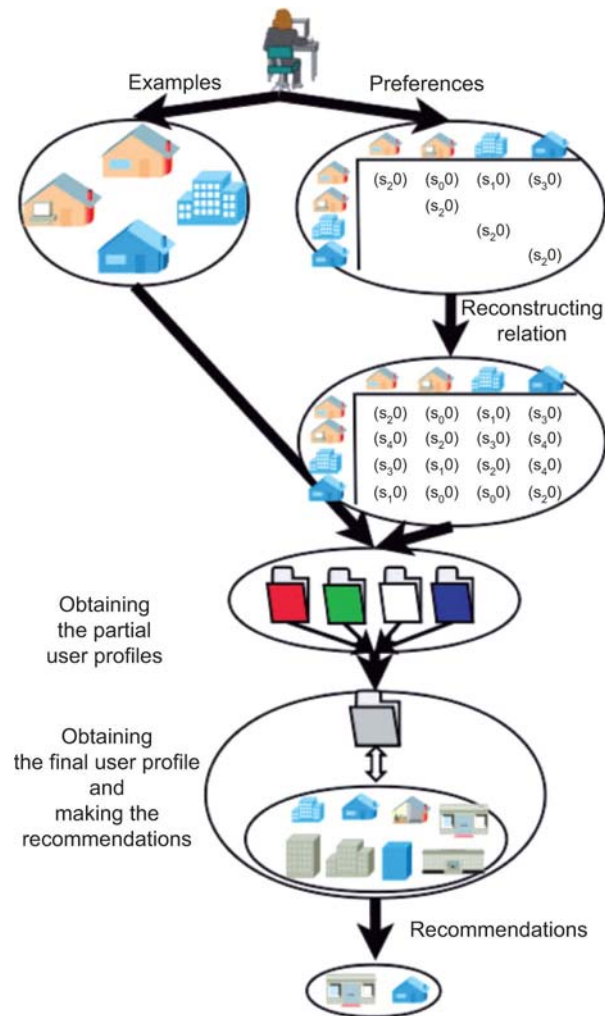 Examples
Preferences
(s₂0) (s₀0) (s₁0) (s₃0)
(s₂0)
(s₂0)
(s₂0)
Reconstructing
relation
(s₂0) (s₀0) (s₁0) (s₃0)
(s₄0) (s₂0) (s₃0) (s₄0)
(s₃0) (s₁0) (s₂0) (s₄0)
(s₁0) (s₀0) (s₀0) (s₂0)
Obtaining
the partial
user profiles
Obtaining
the final user profile
and
making the
recommendations
Recommendations